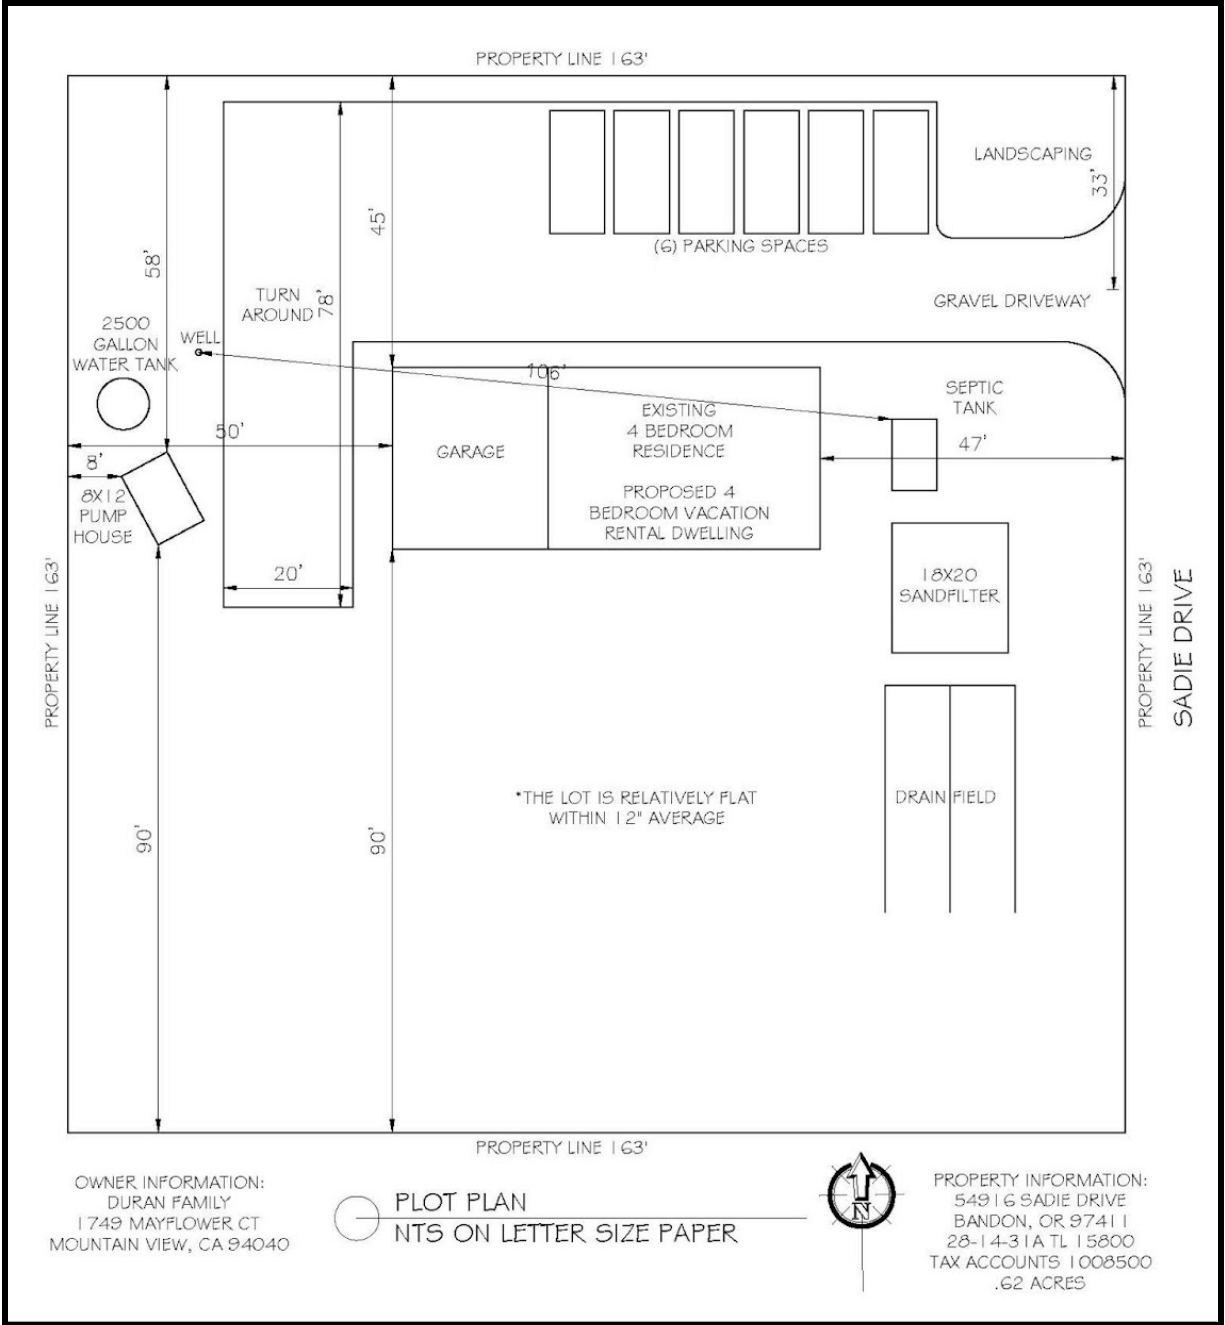 PROPERTY LINE 163'
LANDSCAPING
33'
45'
58'
(6) PARKING SPACES
TURN
AROUND
78'
GRAVEL DRIVEWAY
2500
GALLON
WATER TANK
WELL
106'
SEPTIC
TANK
EXISTING
4 BEDROOM
RESIDENCE
50'
GARAGE
47'
8'
8X12
PUMP
HOUSE
PROPOSED 4
BEDROOM VACATION
RENTAL DWELLING
20'
18X20
SANDFILTER
PROPERTY LINE 163'
PROPERTY LINE 163'
SADIE DRIVE
*THE LOT IS RELATIVELY FLAT
WITHIN 12" AVERAGE
DRAIN FIELD
90'
90'
PROPERTY LINE 163'
OWNER INFORMATION:
DURAN FAMILY
1749 MAYFLOWER CT
MOUNTAIN VIEW, CA 94040
PLOT PLAN
NTS ON LETTER SIZE PAPER
N
PROPERTY INFORMATION:
54916 SADIE DRIVE
BANDON, OR 97411
28-14-31A TL 15800
TAX ACCOUNTS 1008500
.62 ACRES